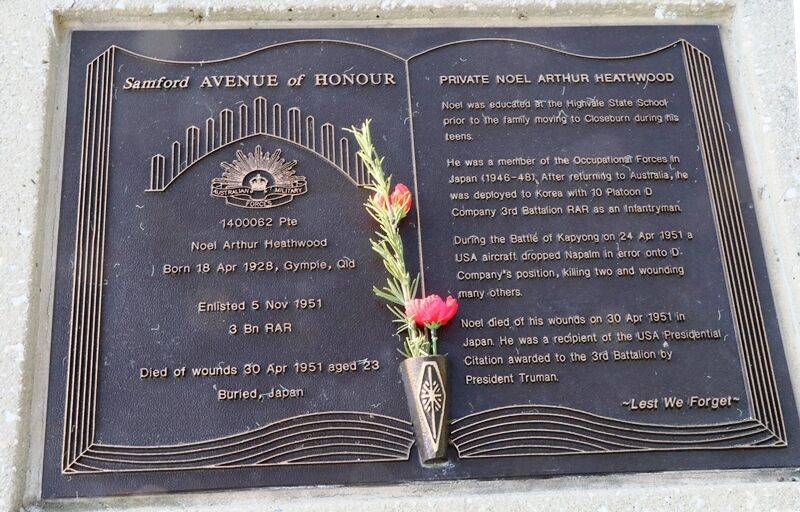 Samford AVENUE of HONOUR
AUSTRALIAN MILITARY
FORCES
1400062 Pte
Noel Arthur Heathwood
Born 18 Apr 1928, Gympie, Qld
Enlisted 5 Nov 1951
3 Bn RAR
Died of wounds 30 Apr 1951 aged 23
Buried, Japan
PRIVATE NOEL ARTHUR HEATHWOOD
Noel was educated at the Highvale State School
prior to the family moving to Closeburn during his
teens.
He was a member of the Occupational Forces in
Japan (1946-48). After returning to Australia, he
was deployed to Korea with 10 Platoon D
Company 3rd Battalion RAR as an infantryman.
During the Battle of Kapyong on 24 Apr 1951 a
USA aircraft dropped Napalm in error onto D
Company"s position, killing two and wounding
many others.
Noel died of his wounds on 30 Apr 1951 in
Japan. He was a recipient of the USA Presidential
Citation awarded to the 3rd Battalion by
President Truman.
~Lest We Forget~